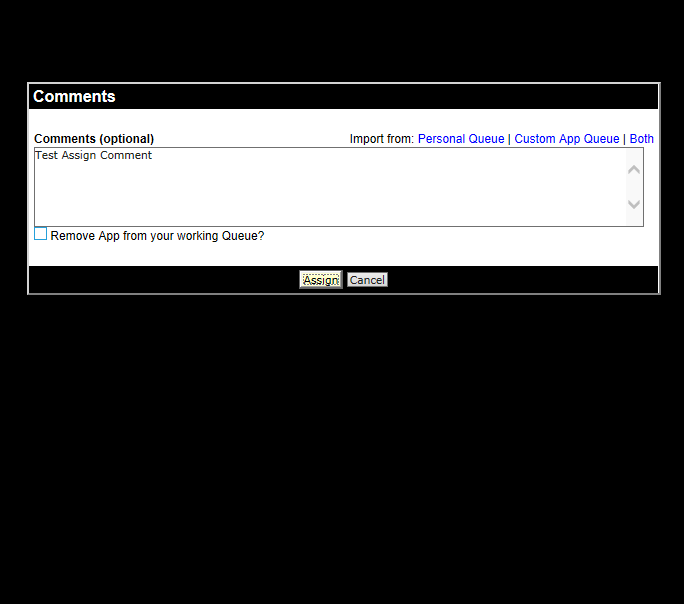 Comments
Comments (optional) Import from: Personal Queue | Custom App Queue | Both
Test Assign Comment
Remove App from your working Queue?
Assign Cancel